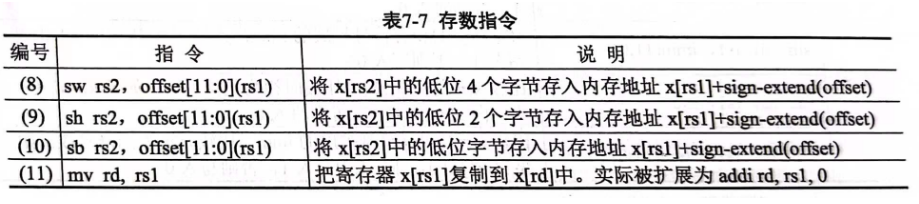 表7-7 存数指令
编号 指 令 说 明
(8) sw rs2，offset[11:0](rs1) 将 x[rs2]中的低位 4 个字节存入内存地址 x[rs1]+sign-extend(offset)
(9) sh rs2，offset[11:0](rs1) 将 x[rs2]中的低位 2 个字节存入内存地址 x[rs1]+sign-extend(offset)
(10) sb rs2，offset[11:0](rs1) 将 x[rs2]中的低位字节存入内存地址 x[rs1]+sign-extend(offset)
(11) mv rd, rs1 把寄存器 x[rs1]复制到 x[rd]中。实际被扩展为 addi rd, rs1, 0